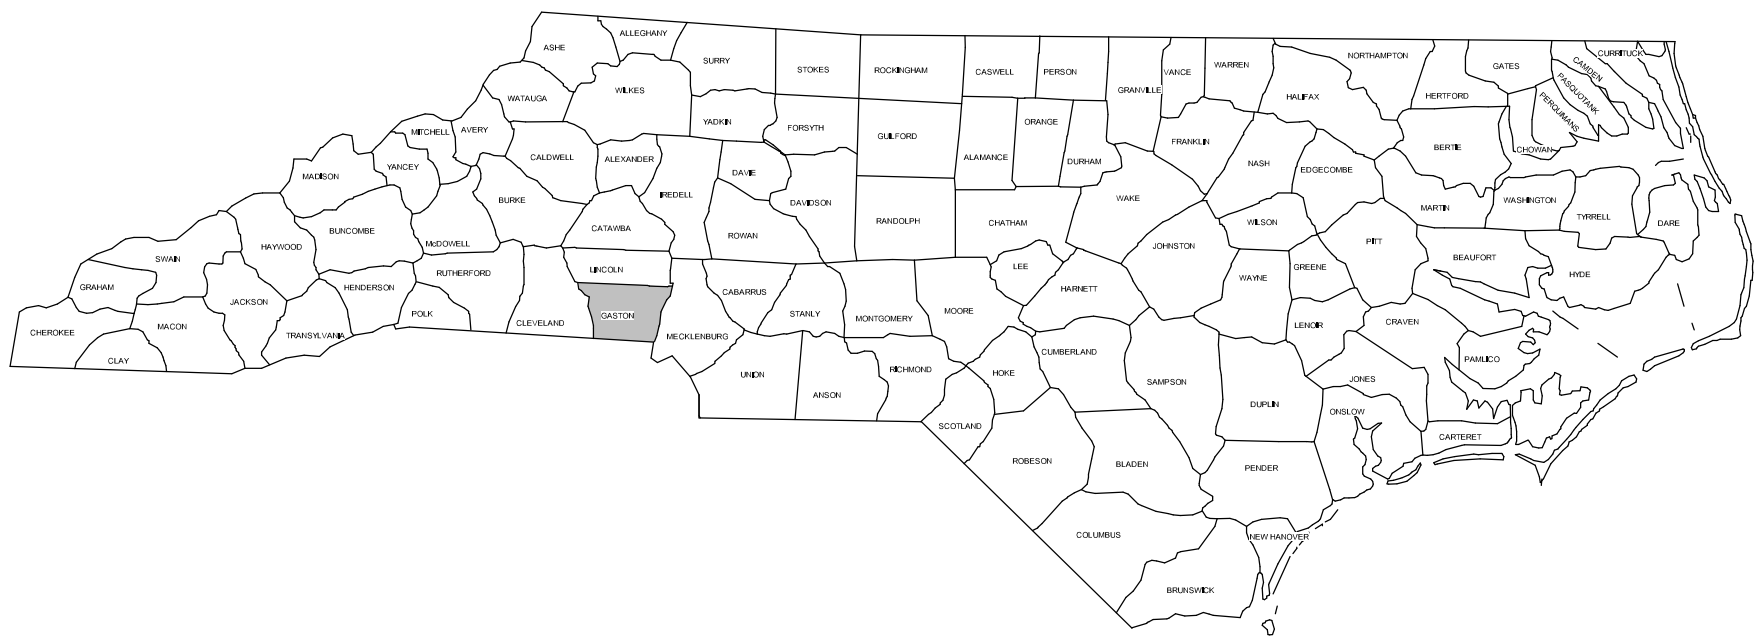 ALLEGHANY
ASHE
SURRY
STOKES
ROCKINGHAM
CASWELL
PERSON
VANCE
WARREN
NORTHAMPTON
GATES
CURRITUCK
CAMDEN
PASQUOTANK
PERQUIMANS
WATAUGA
WILKES
GRANVILLE
HALIFAX
HERTFORD
MITCHELL
AVERY
YADKIN
FORSYTH
GUILFORD
ORANGE
ALAMANCE
DURHAM
FRANKLIN
NASH
EDGECOMBE
BERTIE
CHOWAN
MADISON
YANCEY
CALDWELL
ALEXANDER
DAVIE
IREDELL
DAVIDSON
WAKE
BURKE
MARTIN
WASHINGTON
TYRRELL
DARE
BUNCOMBE
HAYWOOD
McDOWELL
CATAWBA
ROWAN
RANDOLPH
CHATHAM
JOHNSTON
WILSON
PITT
SWAIN
GRAHAM
HENDERSON
RUTHERFORD
LINCOLN
LEE
GREENE
WAYNE
BEAUFORT
HYDE
JACKSON
POLK
CLEVELAND
GASTON
CABARRUS
STANLY
MONTGOMERY
MOORE
HARNETT
LENOIR
CRAVEN
PAMLICO
CHEROKEE
MACON
CLAY
TRANSYLVANIA
MECKLENBURG
UNION
ANSON
RICHMOND
HOKE
CUMBERLAND
SAMPSON
DUPLIN
JONES
ONSLOW
CARTERET
SCOTLAND
ROBESON
BLADEN
PENDER
COLUMBUS
NEW HANOVER
BRUNSWICK